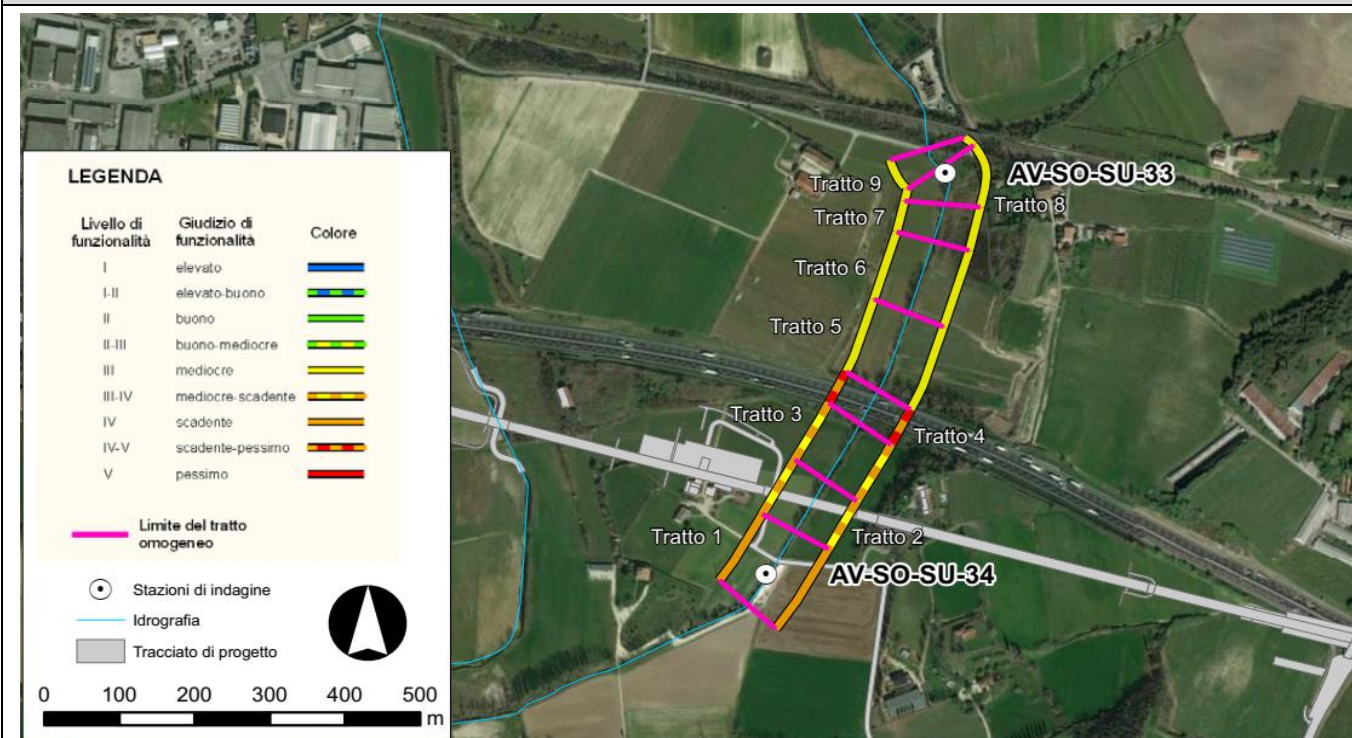 LEGENDA
Livello di funzionalità
Giudizio di funzionalità
Colore
I elevato
I-II elevato-buono
II buono
II-III buono-mediocre
III mediocre
III-IV mediocre-scadente
IV scadente
IV-V scadente-pessimo
V pessimo
Limite del tratto omogeneo
Stazioni di indagine
Idrografia
Tracciato di progetto
0 100 200 300 400 500 m
AV-SO-SU-33
Tratto 9
Tratto 8
Tratto 7
Tratto 6
Tratto 5
Tratto 3
Tratto 4
Tratto 1
Tratto 2
AV-SO-SU-34